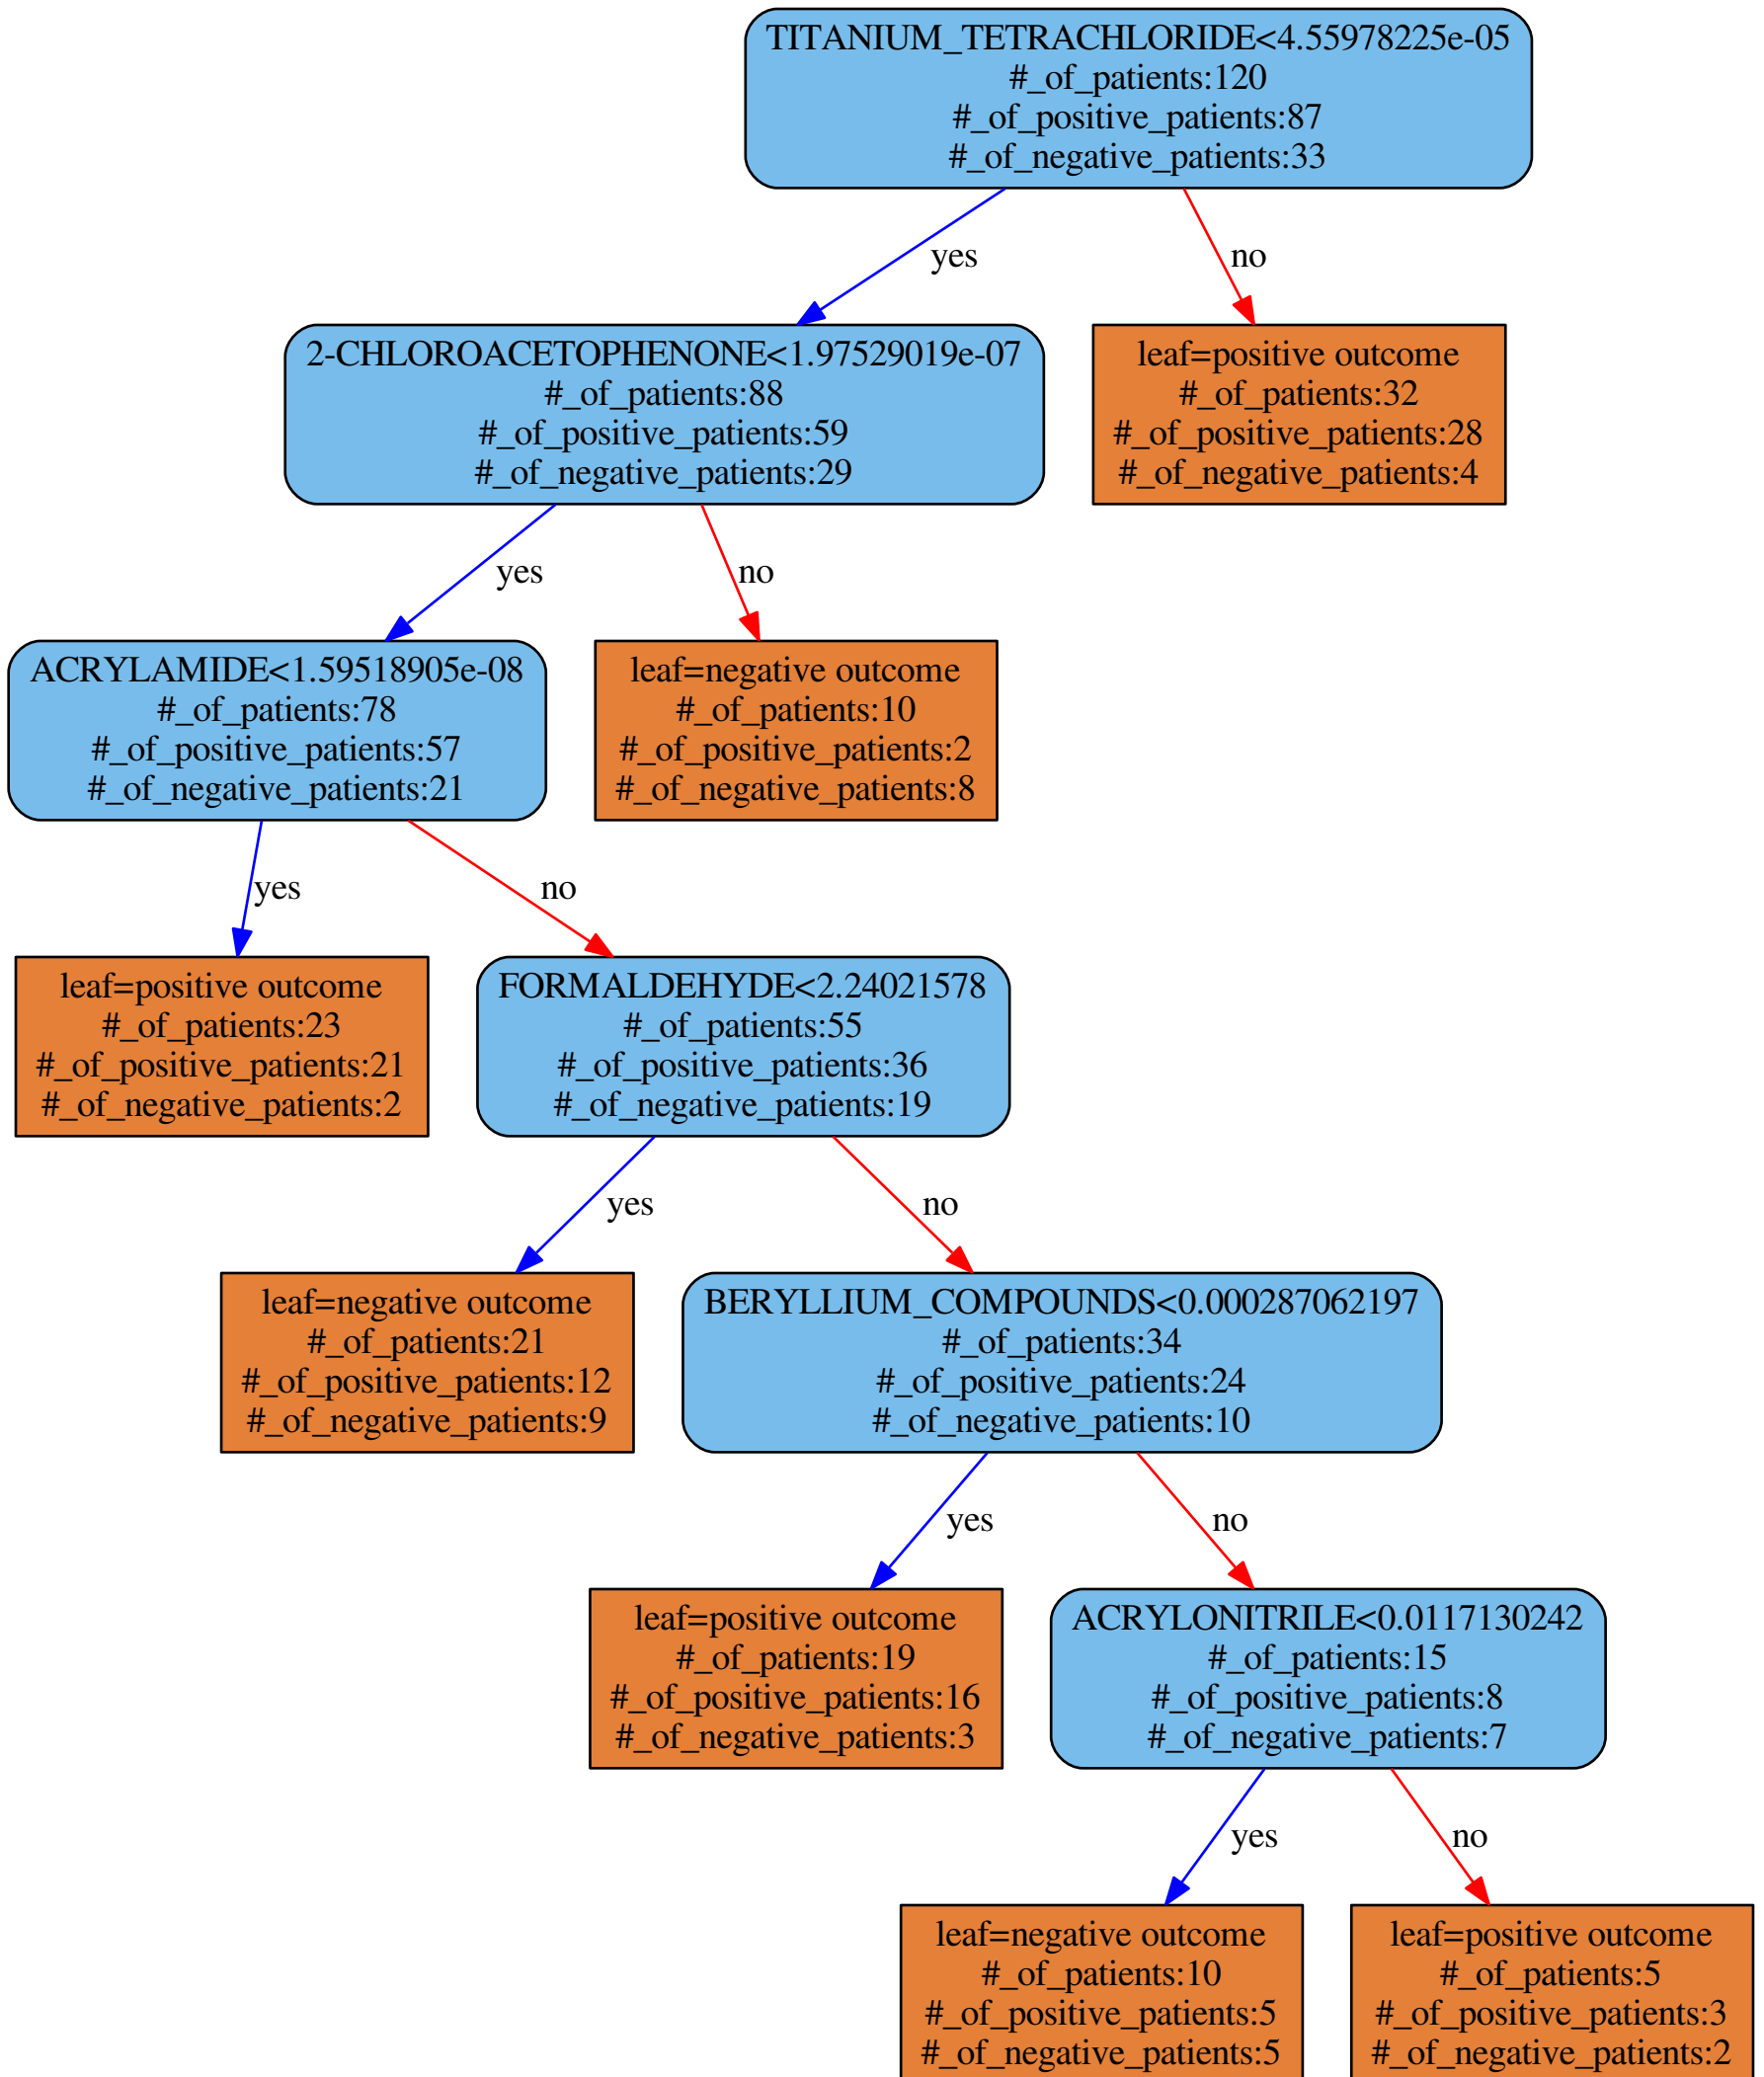 TITANIUM_TETRACHLORIDE<4.55978225e-05
#_of_patients:120
#_of_positive_patients:87
#_of_negative_patients:33
yes
no
2-CHLOROACETOPHENONE<1.97529019e-07
#_of_patients:88
#_of_positive_patients:59
#_of_negative_patients:29
leaf=positive outcome
#_of_patients:32
#_of_positive_patients:28
#_of_negative_patients:4
yes
no
ACRYLAMIDE<1.59518905e-08
#_of_patients:78
#_of_positive_patients:57
#_of_negative_patients:21
leaf=negative outcome
#_of_patients:10
#_of_positive_patients:2
#_of_negative_patients:8
yes
no
leaf=positive outcome
#_of_patients:23
#_of_positive_patients:21
#_of_negative_patients:2
FORMALDEHYDE<2.24021578
#_of_patients:55
#_of_positive_patients:36
#_of_negative_patients:19
yes
no
leaf=negative outcome
#_of_patients:21
#_of_positive_patients:12
#_of_negative_patients:9
BERYLLIUM_COMPOUNDS<0.000287062197
#_of_patients:34
#_of_positive_patients:24
#_of_negative_patients:10
yes
no
leaf=positive outcome
#_of_patients:19
#_of_positive_patients:16
#_of_negative_patients:3
ACRYLONITRILE<0.0117130242
#_of_patients:15
#_of_positive_patients:8
#_of_negative_patients:7
yes
no
leaf=negative outcome
#_of_patients:10
#_of_positive_patients:5
#_of_negative_patients:5
leaf=positive outcome
#_of_patients:5
#_of_positive_patients:3
#_of_negative_patients:2